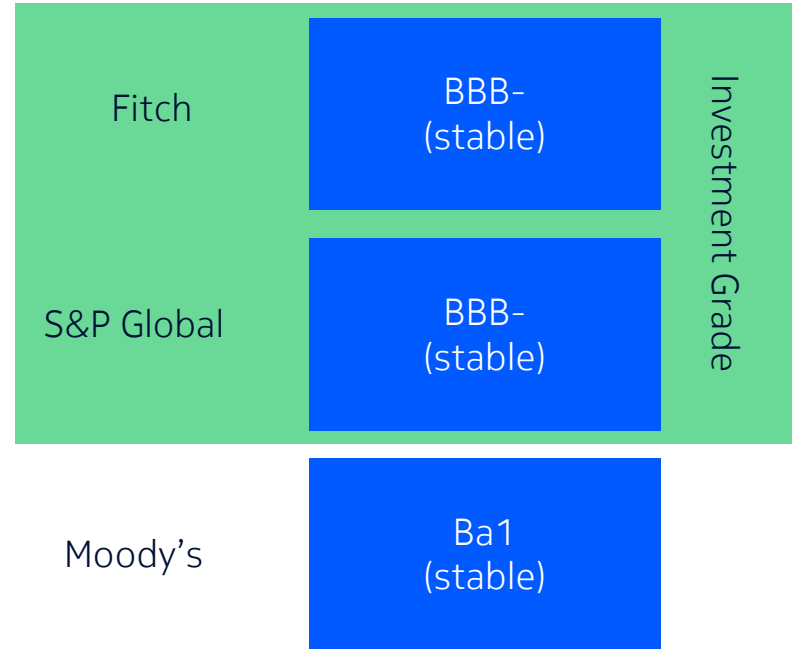 Fitch
BBB-
(stable)
Investment Grade
S&P Global
BBB-
(stable)
Moody’s
Ba1
(stable)